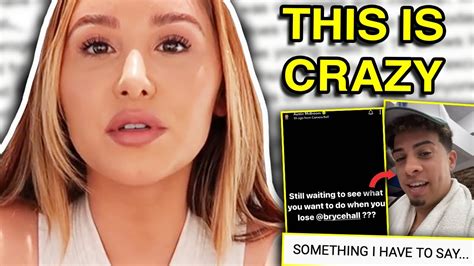 THIS IS
CRAZY
Still waiting to see what
you want to do when you
lose @brycehall ???
SOMETHING I HAVE TO SAY...